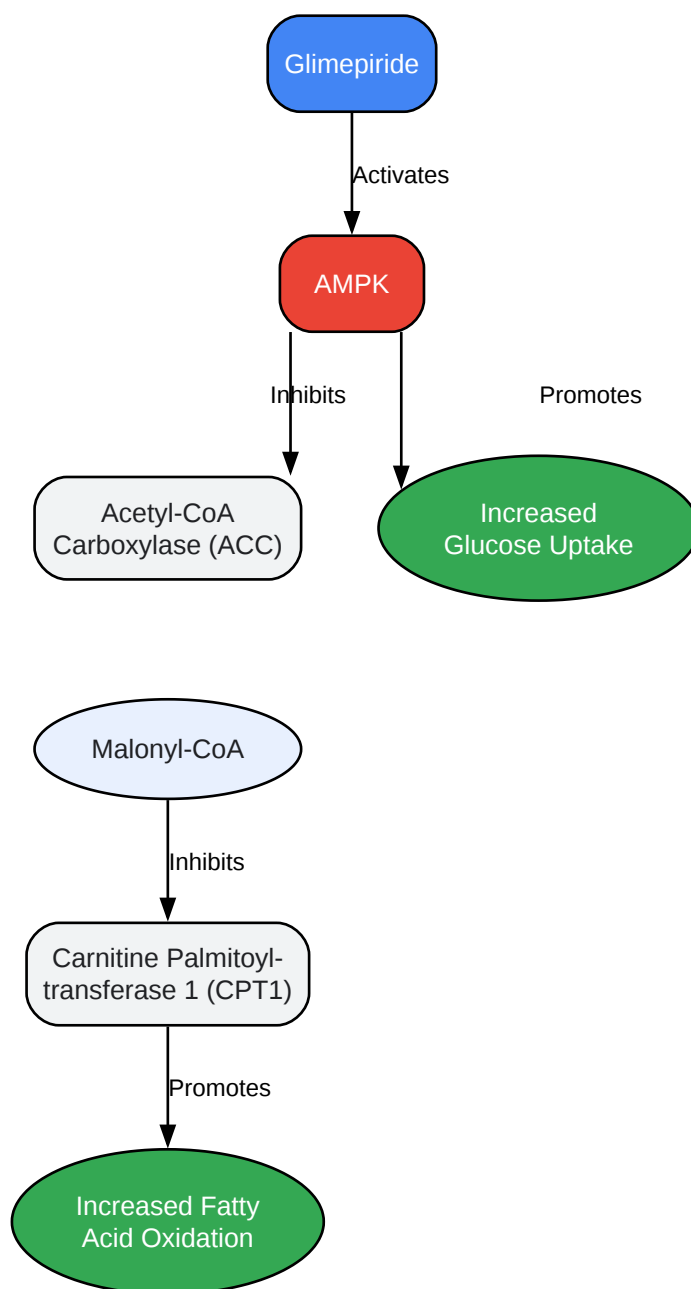 Glimepiride
Activates
AMPK
Inhibits
Promotes
Acetyl-CoA
Carboxylase (ACC)
Increased
Glucose Uptake
Malonyl-CoA
Inhibits
Carnitine Palmitoyl-
transferase 1 (CPT1)
Promotes
Increased Fatty
Acid Oxidation